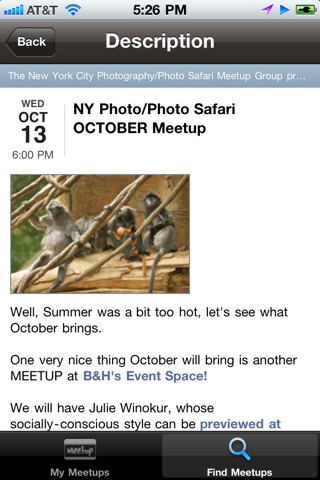 AT&T 5:26 PM
Back
Description
The New York City Photography/Photo Safari Meetup Group pr...
WED
OCT
13
6:00 PM
NY Photo/Photo Safari
OCTOBER Meetup
Well, Summer was a bit too hot, let's see what
October brings.
One very nice thing October will bring is another
MEETUP at B&H's Event Space!
We will have Julie Winokur, whose
socially-conscious style can be previewed at
Meetup
My Meetups
Find Meetups